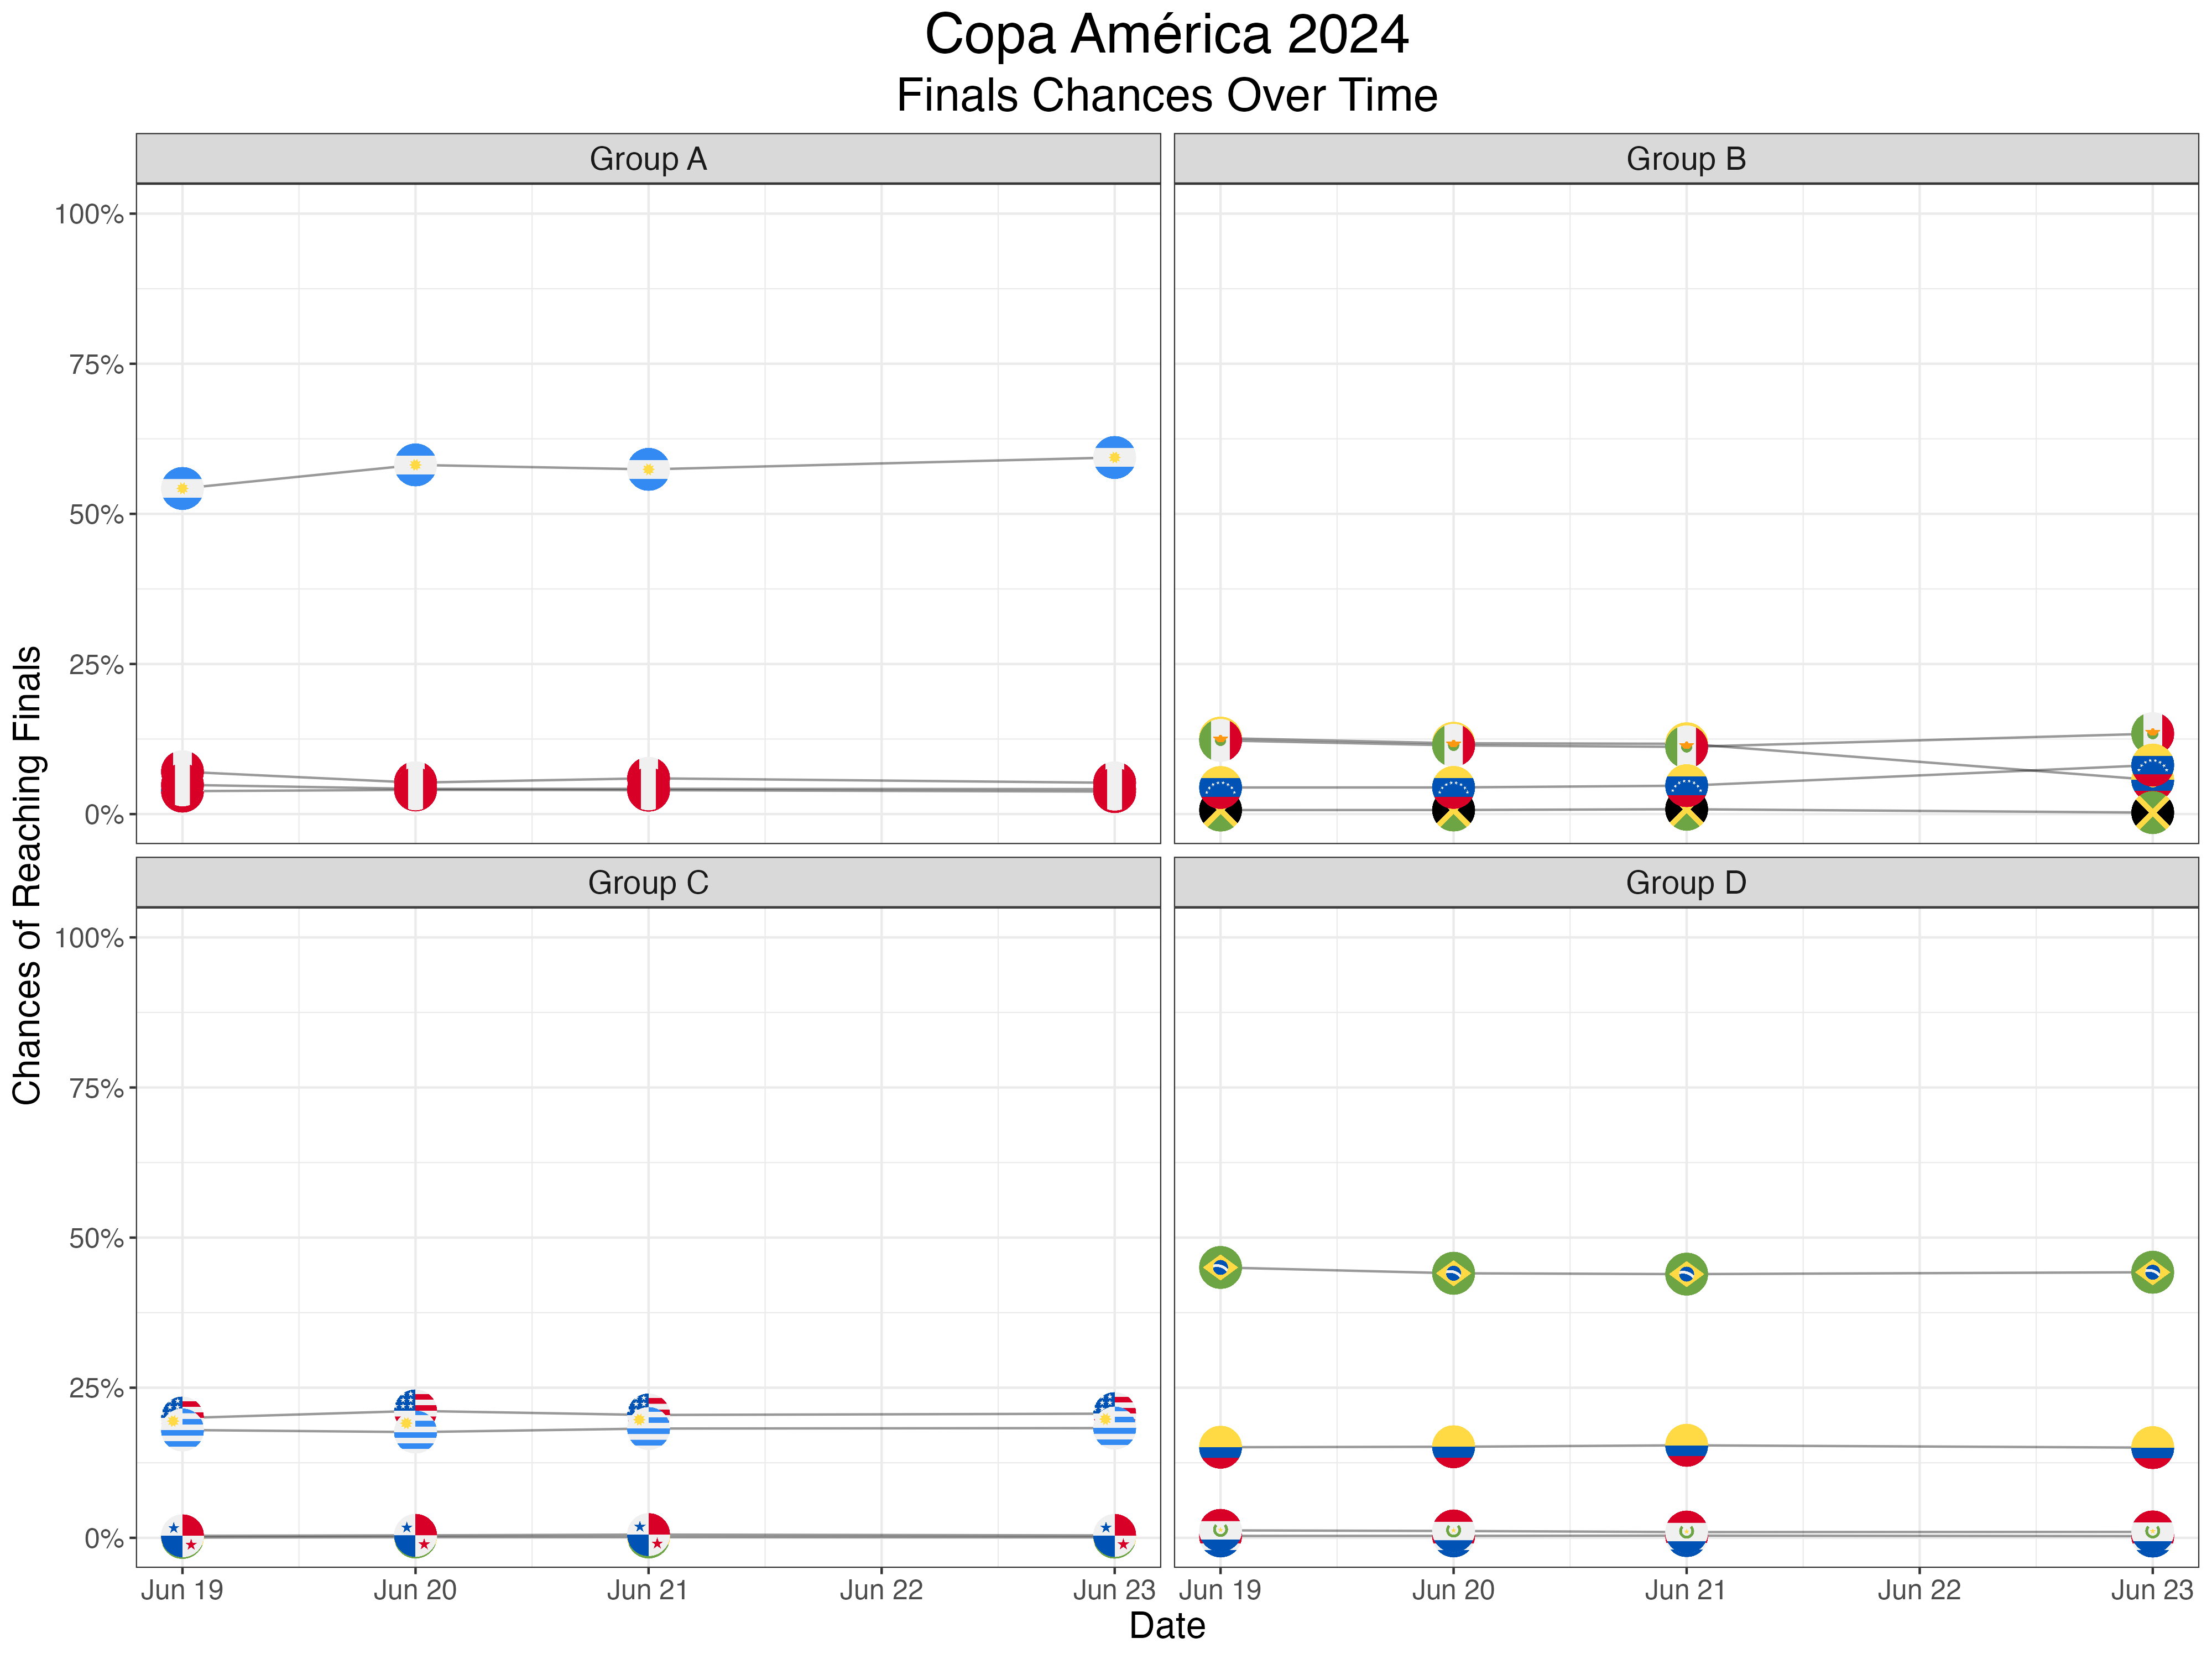 Copa América 2024
Finals Chances Over Time
Group A
Group B
100%
75%
50%
25%
0%
Group C
Group D
100%
75%
50%
25%
0%
Jun 19
Jun 20
Jun 21
Jun 22
Jun 23
Jun 19
Jun 20
Jun 21
Jun 22
Jun 23
Date
Chances of Reaching Finals